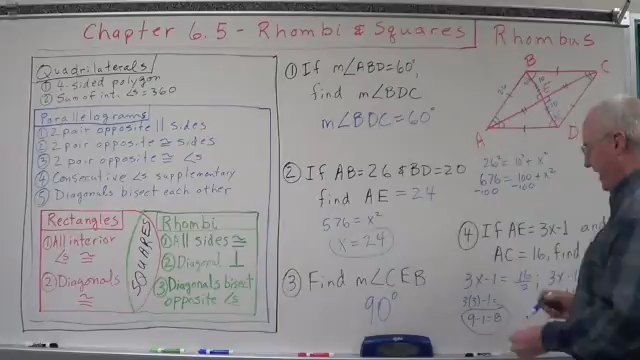 Chapter 6.5 - Rhombi & Squares
Rhombus
Quadrilaterals
① 4-sided polygon
② Sum of int. ∠s = 360
Parallelograms
① 2 pair opposite || sides
② 2 pair opposite ≅ sides
③ 2 pair opposite ≅ ∠s
④ Consecutive ∠s supplementary
⑤ Diagonals bisect each other
Rectangles
① All interior
∠s ≅
② Diagonals
≅
SQUARES
Rhombi
① All sides ≅
② Diagonal ⊥
③ Diagonals bisect
opposite ∠s
① If m∠ABD=60°,
find m∠BDC
m∠BDC=60°
② If AB=26 & BD=20
find AE = 24
576 = x²
x = 24
③ Find m∠CEB
90°
B
C
A
D
26² = 10² + x²
676 = 100 + x²
-100 -100
④ If AE=3x-1 and
AC=16, find
3x-1 = 16/2; 3x-1
3(3)-1=
9-1=8